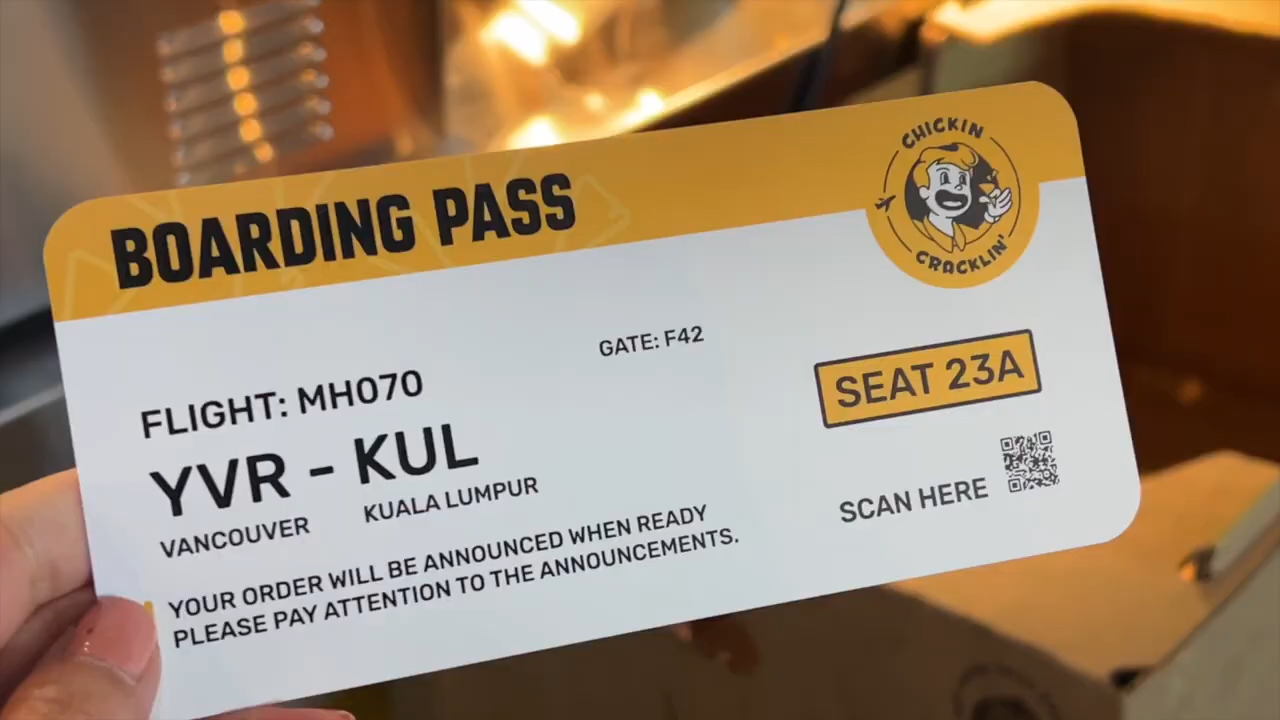 BOARDING PASS
CHICKIN
CRACKLIN'
GATE: F42
FLIGHT: MH070
SEAT 23A
YVR - KUL
VANCOUVER KUALA LUMPUR
SCAN HERE
YOUR ORDER WILL BE ANNOUNCED WHEN READY
PLEASE PAY ATTENTION TO THE ANNOUNCEMENTS.